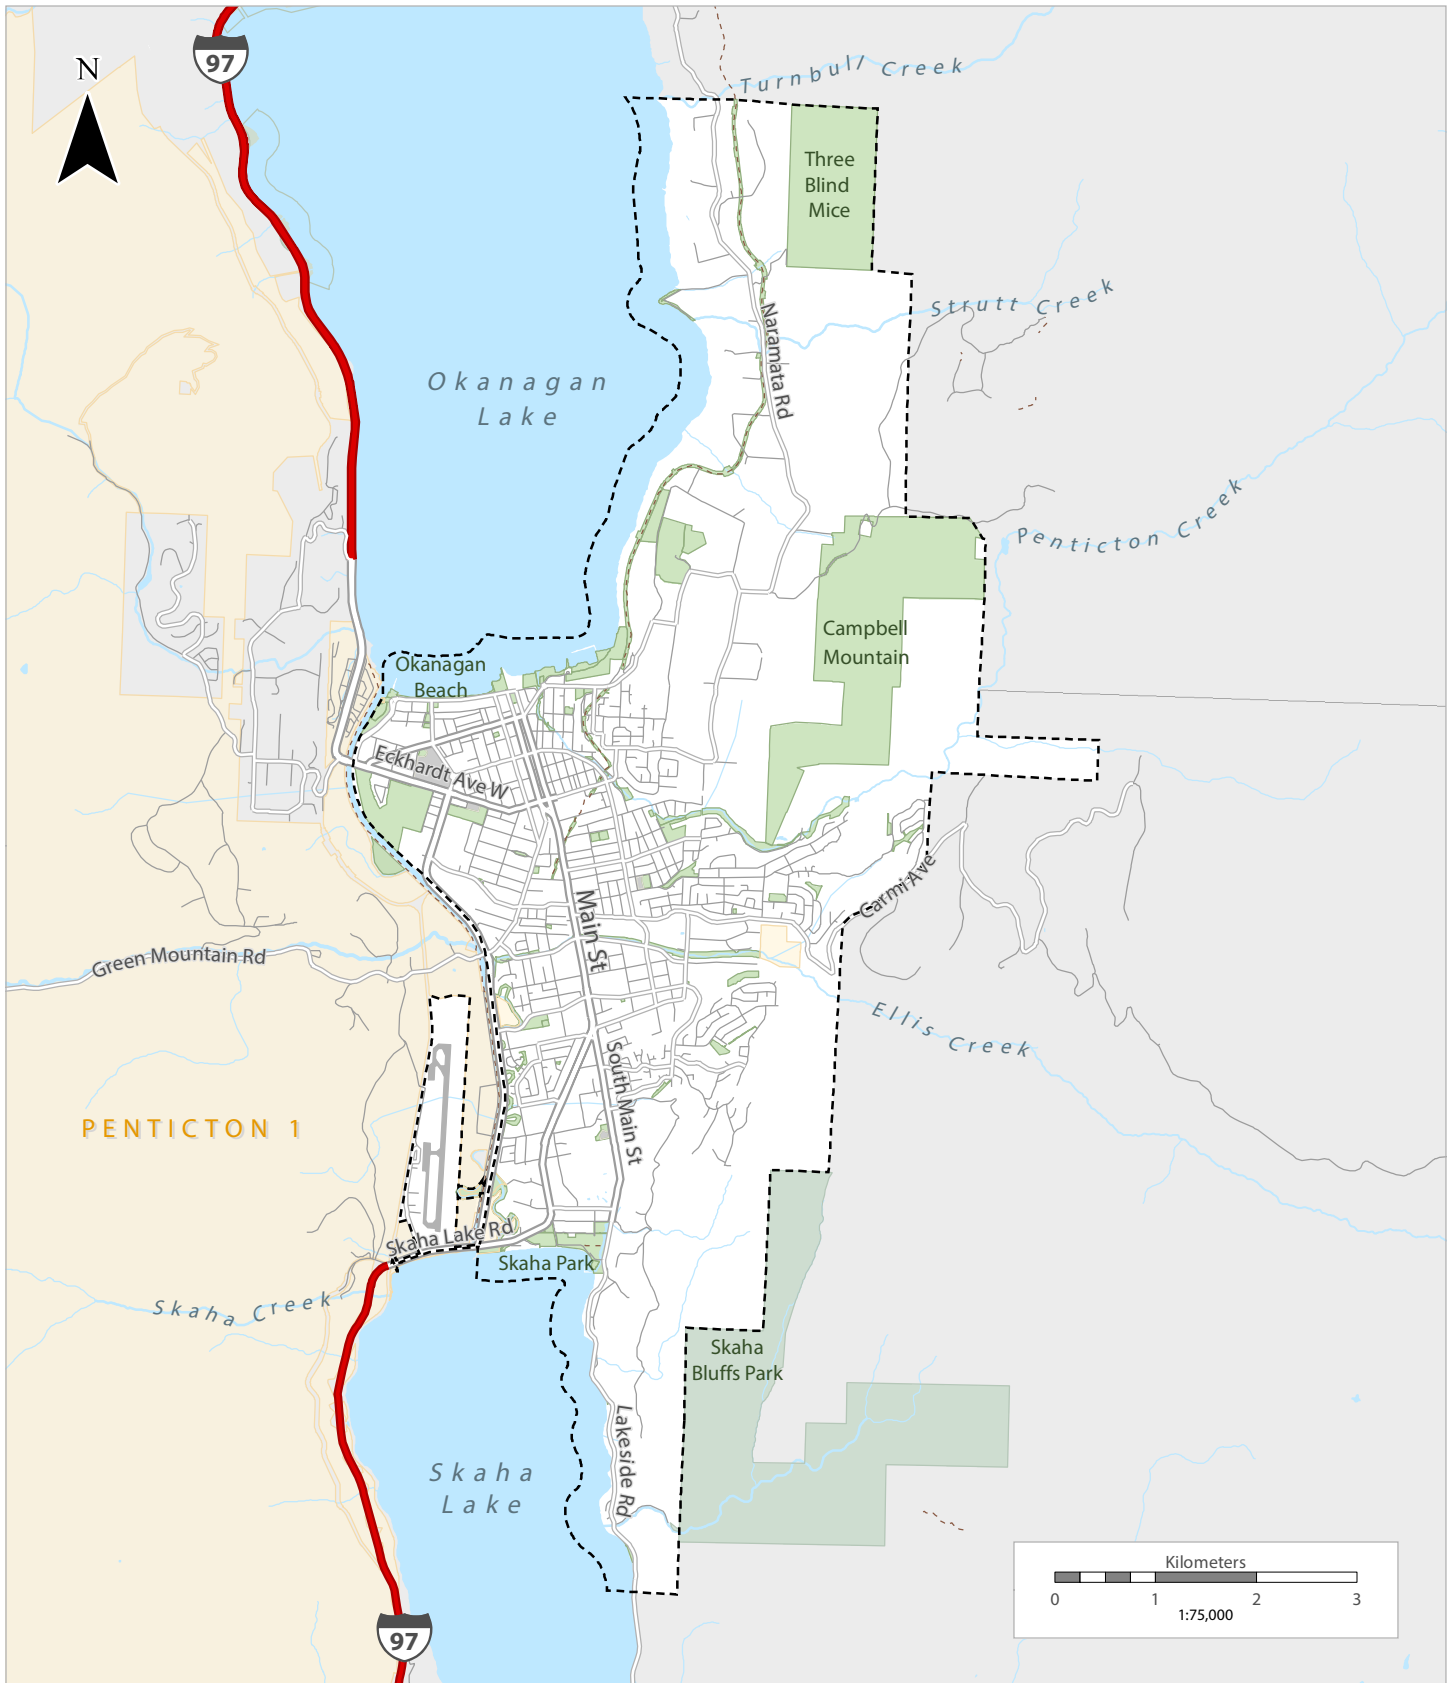 97
N
Turnbull Creek
Three
Blind
Mice
Strutt Creek
Naramata Rd
Okanagan
Lake
Penticton Creek
Campbell
Mountain
Okanagan
Beach
Eckhardt Ave W
Carmi Ave
Main St
Green Mountain Rd
Ellis Creek
South Main St
PENTICTON 1
Skaha Lake Rd
Skaha Park
Skaha Creek
Skaha
Bluffs Park
Lakeside Rd
Skaha
Lake
Kilometers
0 1 2 3
1:75,000
97